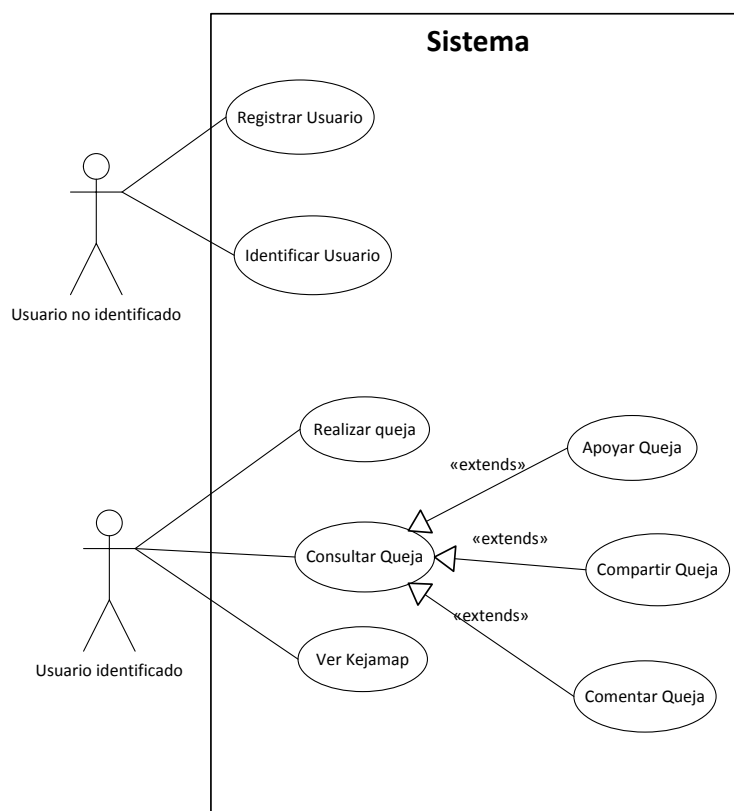 Sistema
Registrar Usuario
Identificar Usuario
Usuario no identificado
Realizar queja
Apoyar Queja
«extends»
Consultar Queja
«extends»
Compartir Queja
«extends»
Ver Kejamap
Comentar Queja
Usuario identificado